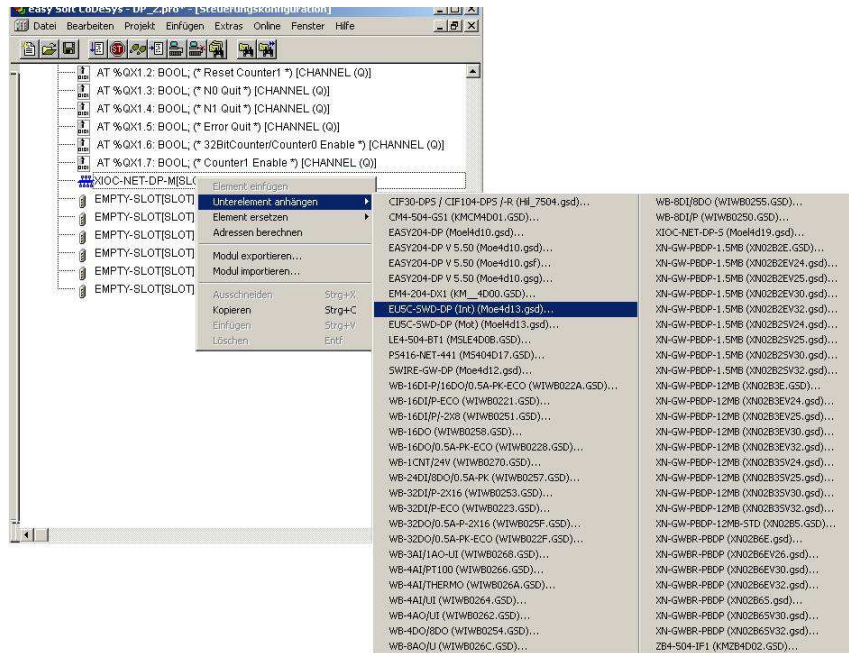 easy Soft CoDeSys - DP_2.pro* - [Steuerungskonfiguration]
Datei Bearbeiten Projekt Einfügen Extras Online Fenster Hilfe
AT %QX1.2: BOOL; (* Reset Counter1 *) [CHANNEL (Q)]
AT %QX1.3: BOOL; (* N0 Quit *) [CHANNEL (Q)]
AT %QX1.4: BOOL; (* N1 Quit *) [CHANNEL (Q)]
AT %QX1.5: BOOL; (* Error Quit *) [CHANNEL (Q)]
AT %QX1.6: BOOL; (* 32BitCounter/Counter0 Enable *) [CHANNEL (Q)]
AT %QX1.7: BOOL; (* Counter1 Enable *) [CHANNEL (Q)]
XIOC-NET-DP-M[SLO
EMPTY-SLOT[SLOT]
EMPTY-SLOT[SLOT]
EMPTY-SLOT[SLOT]
EMPTY-SLOT[SLOT]
EMPTY-SLOT[SLOT]
EMPTY-SLOT[SLOT]
Element einfügen
Unterelement anhängen
Element ersetzen
Adressen berechnen
Modul exportieren...
Modul importieren...
Ausschneiden Strg+X
Kopieren Strg+C
Einfügen Strg+V
Löschen Entf
CIF30-DPS / CIF104-DPS /-R (Hil_7504.gsd)...
CM4-504-GS1 (KMCM4D01.GSD)...
EASY204-DP (Moel4d10.gsd)...
EASY204-DP V 5.50 (Moe4d10.gsd)...
EASY204-DP V 5.50 (Moe4d10.gsf)...
EASY204-DP V 5.50 (Moe4d10.gsg)...
EM4-204-DX1 (KM__4D00.GSD)...
EU5C-SWD-DP (Int) (Moe4d13.gsd)...
EU5C-SWD-DP (Mot) (Moel4d13.gsd)...
LE4-504-BT1 (MSLE4D0B.GSD)...
PS416-NET-441 (MS404D17.GSD)...
SWIRE-GW-DP (Moe4d12.gsd)...
WB-16DI-P/16DO/0.5A-PK-ECO (WIWB022A.GSD)...
WB-16DI/P-ECO (WIWB0221.GSD)...
WB-16DI/P/-2X8 (WIWB0251.GSD)...
WB-16DO (WIWB0258.GSD)...
WB-16DO/0.5A-PK-ECO (WIWB0228.GSD)...
WB-1CNT/24V (WIWB0270.GSD)...
WB-24DI/8DO/0.5A-PK (WIWB0257.GSD)...
WB-32DI/P-2X16 (WIWB0253.GSD)...
WB-32DI/P-ECO (WIWB0223.GSD)...
WB-32DO/0.5A-P-2X16 (WIWB025F.GSD)...
WB-32DO/0.5A-PK-ECO (WIWB022F.GSD)...
WB-3AI/1AO-UI (WIWB0268.GSD)...
WB-4AI/PT100 (WIWB0266.GSD)...
WB-4AI/THERMO (WIWB026A.GSD)...
WB-4AI/UI (WIWB0264.GSD)...
WB-4AO/UI (WIWB0262.GSD)...
WB-4DO/8DO (WIWB0254.GSD)...
WB-8AO/U (WIWB026C.GSD)...
WB-8DI/8DO (WIWB0255.GSD)...
WB-8DI/P (WIWB0250.GSD)...
XIOC-NET-DP-S (Moel4d19.gsd)...
XN-GW-PBDP-1.5MB (XN02B2E.GSD)...
XN-GW-PBDP-1.5MB (XN02B2EV24.gsd)...
XN-GW-PBDP-1.5MB (XN02B2EV25.gsd)...
XN-GW-PBDP-1.5MB (XN02B2EV30.gsd)...
XN-GW-PBDP-1.5MB (XN02B2EV32.gsd)...
XN-GW-PBDP-1.5MB (XN02B2SV24.gsd)...
XN-GW-PBDP-1.5MB (XN02B2SV25.gsd)...
XN-GW-PBDP-1.5MB (XN02B2SV30.gsd)...
XN-GW-PBDP-1.5MB (XN02B2SV32.gsd)...
XN-GW-PBDP-12MB (XN02B3E.GSD)...
XN-GW-PBDP-12MB (XN02B3EV24.gsd)...
XN-GW-PBDP-12MB (XN02B3EV25.gsd)...
XN-GW-PBDP-12MB (XN02B3EV30.gsd)...
XN-GW-PBDP-12MB (XN02B3EV32.gsd)...
XN-GW-PBDP-12MB (XN02B3SV24.gsd)...
XN-GW-PBDP-12MB (XN02B3SV25.gsd)...
XN-GW-PBDP-12MB (XN02B3SV30.gsd)...
XN-GW-PBDP-12MB (XN02B3SV32.gsd)...
XN-GW-PBDP-12MB-STD (XN02B5.GSD)...
XN-GWBR-PBDP (XN02B6E.gsd)...
XN-GWBR-PBDP (XN02B6EV26.gsd)...
XN-GWBR-PBDP (XN02B6EV30.gsd)...
XN-GWBR-PBDP (XN02B6EV32.gsd)...
XN-GWBR-PBDP (XN02B6S.gsd)...
XN-GWBR-PBDP (XN02B6SV30.gsd)...
XN-GWBR-PBDP (XN02B6SV32.gsd)...
ZB4-504-IF1 (KMZB4D02.GSD)...